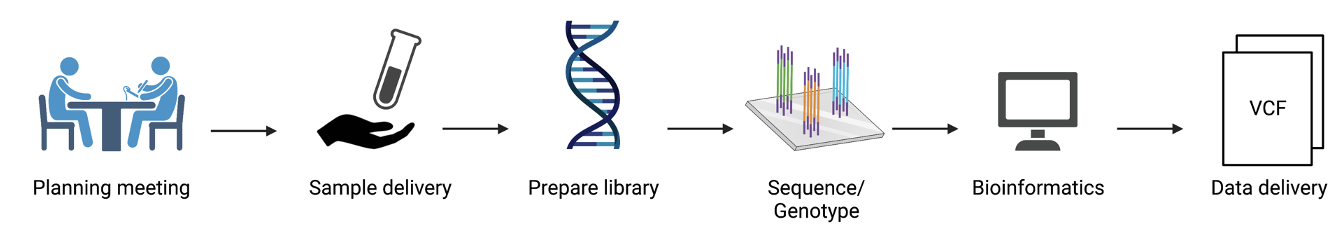 VCF
Planning meeting
Sample delivery
Prepare library
Sequence/
Genotype
Bioinformatics
Data delivery